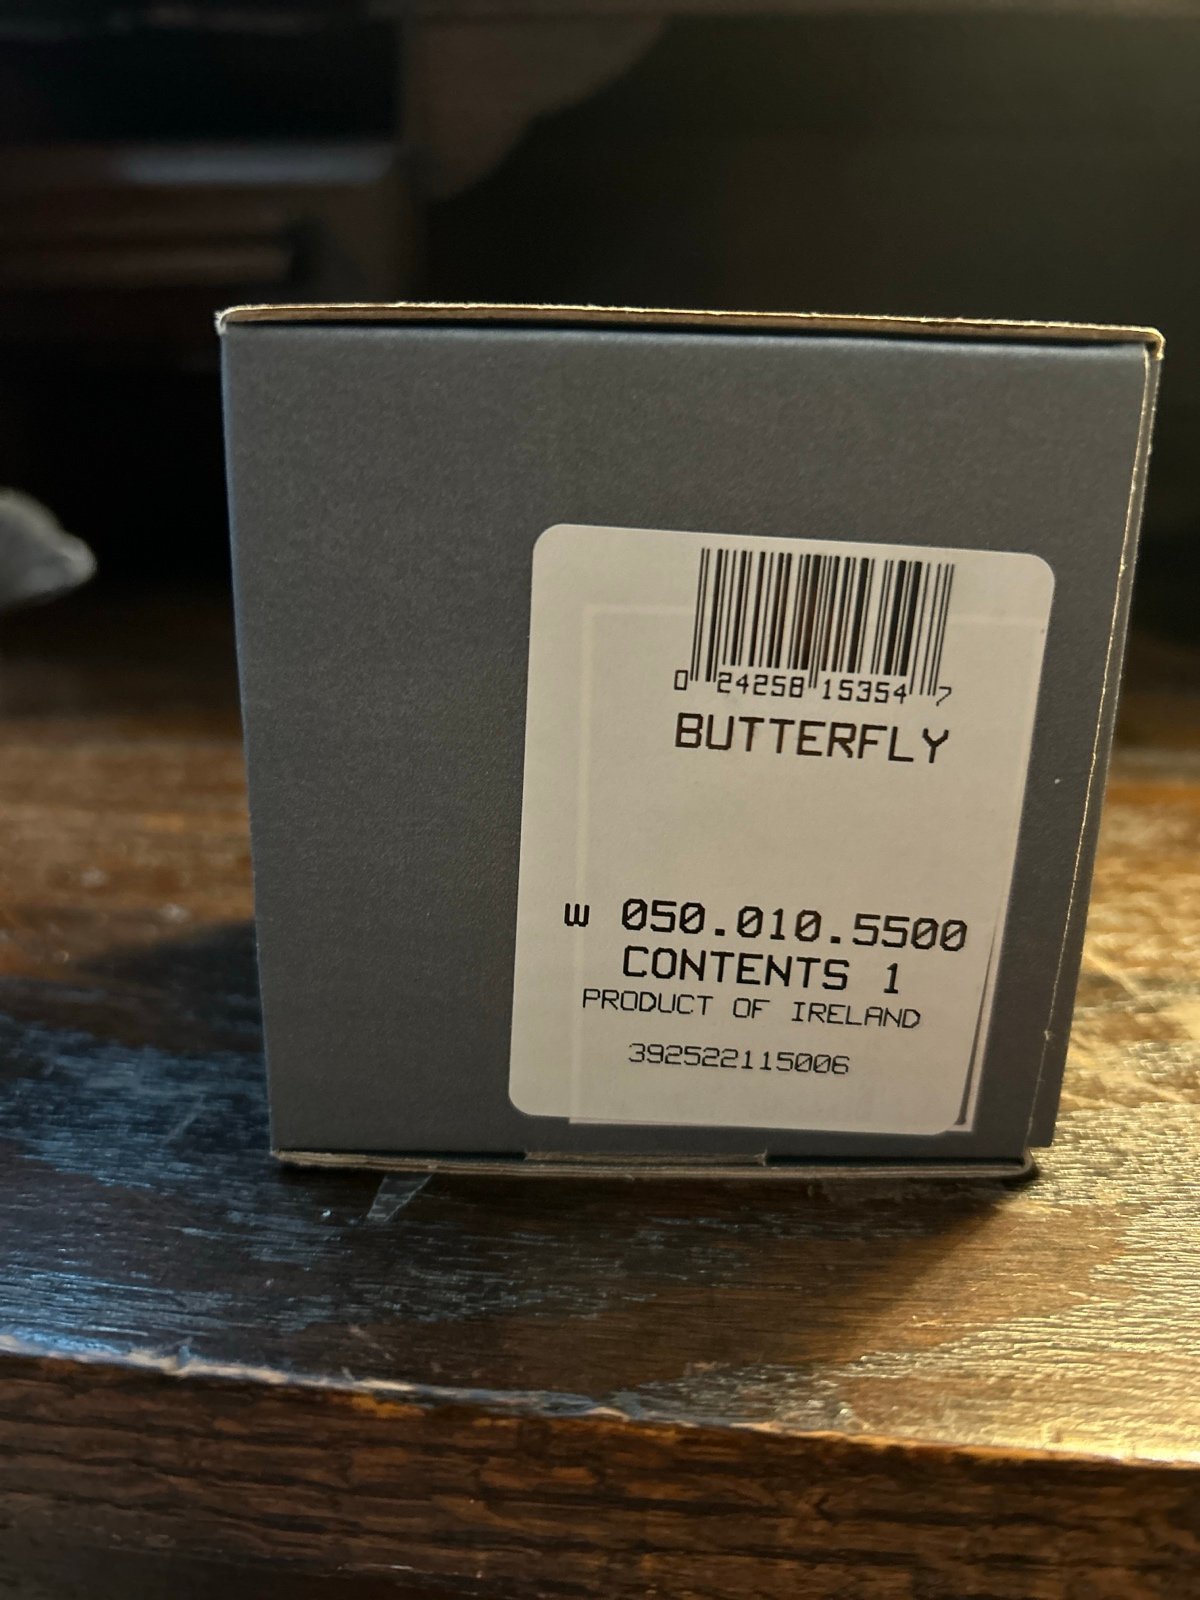 0 24258 15354 7
BUTTERFLY
W 050.010.5500
CONTENTS 1
PRODUCT OF IRELAND
392522115006